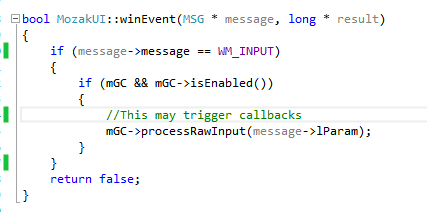 bool MozakUI::winEvent(MSG * message, long * result)
{
if (message->message == WM_INPUT)
{
if (mGC && mGC->isEnabled())
{
//This may trigger callbacks
mGC->processRawInput(message->lParam);
}
}
return false;
}